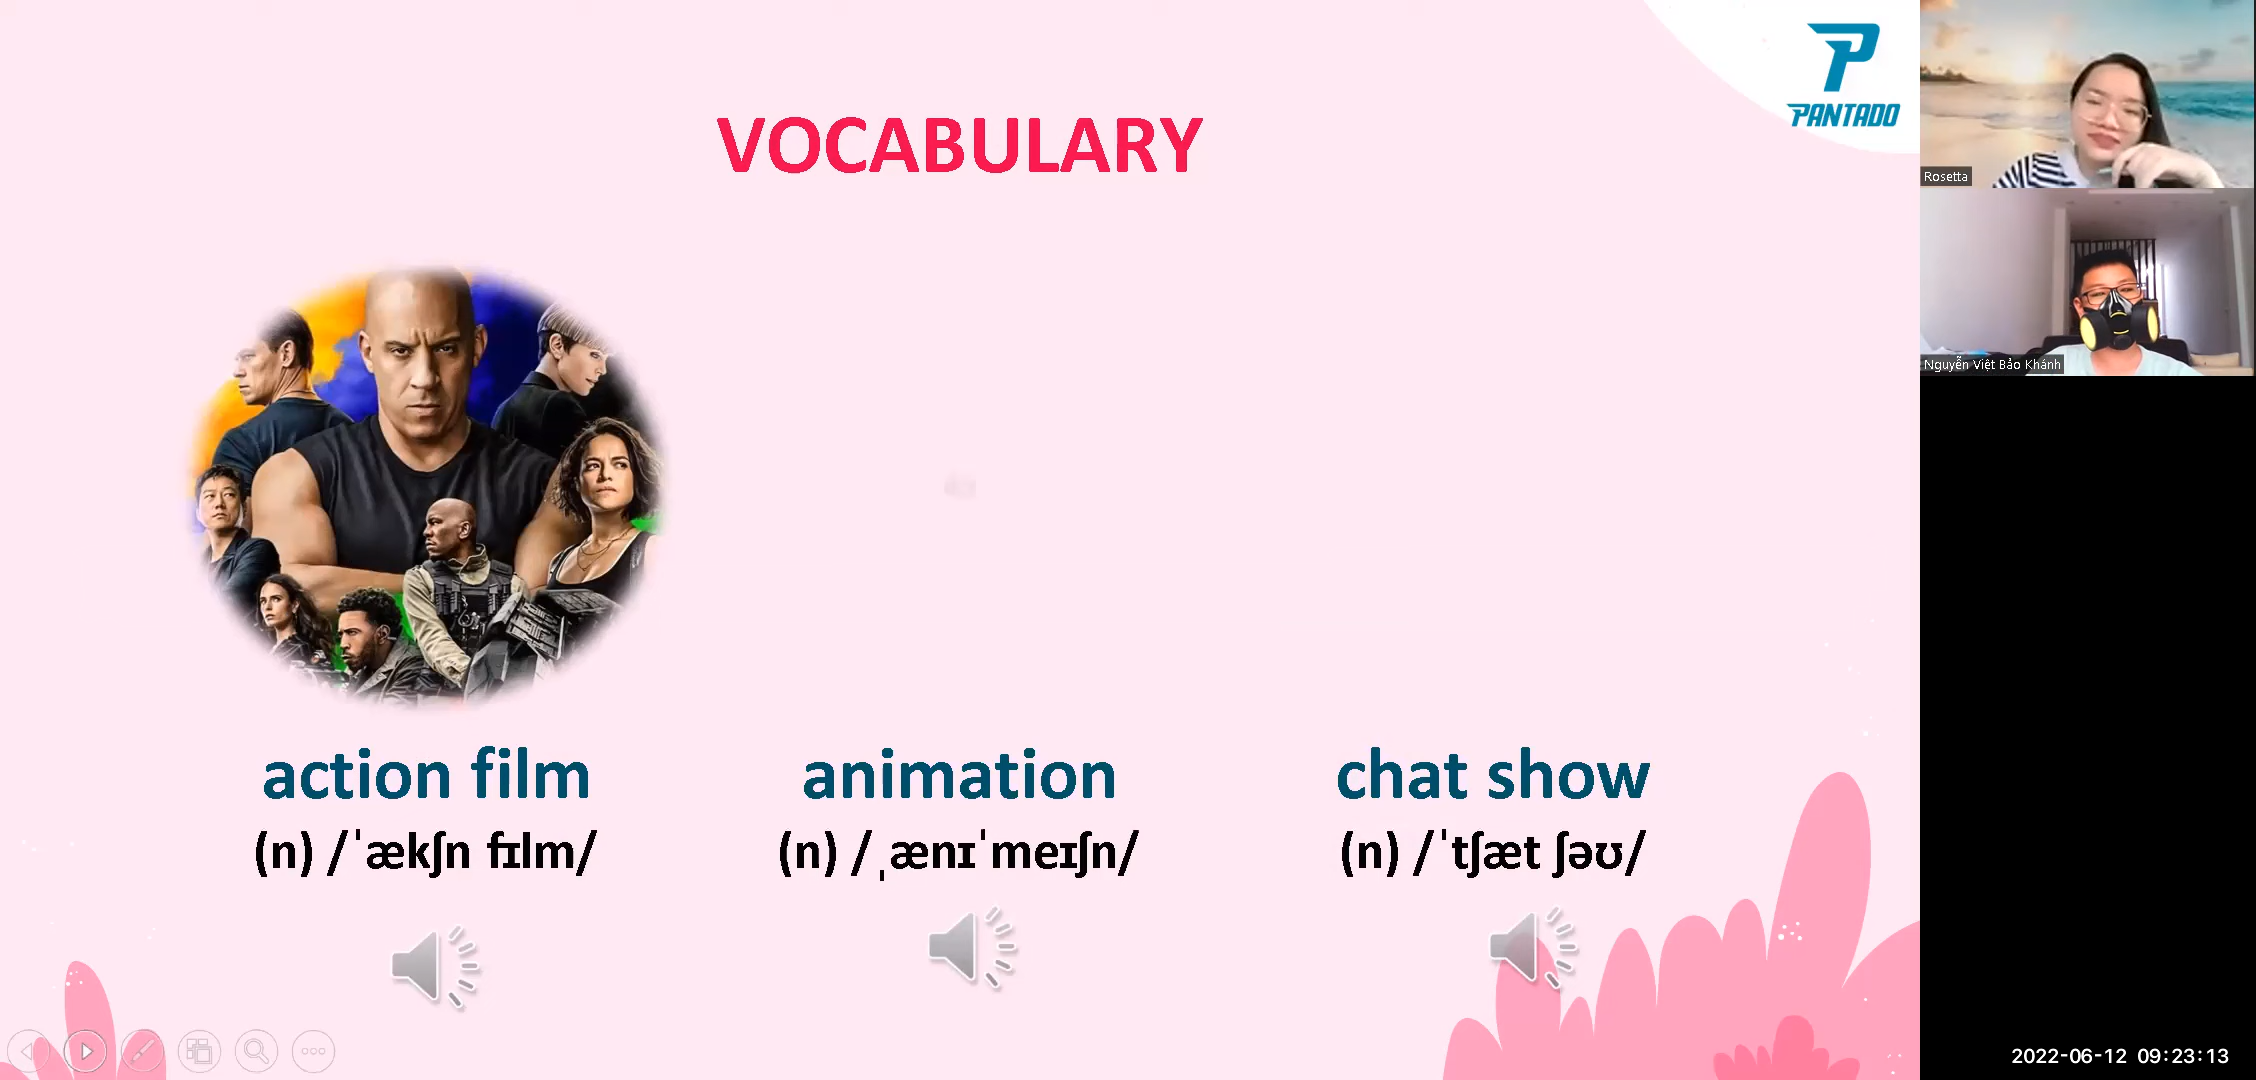 P
PANTADO
VOCABULARY
Rosetta
Nguyễn Việt Bảo Khánh
action film
(n) /ˈækʃn fɪlm/
animation
(n) /ˌænɪˈmeɪʃn/
chat show
(n) /ˈtʃæt ʃəʊ/
2022-06-12 09:23:13